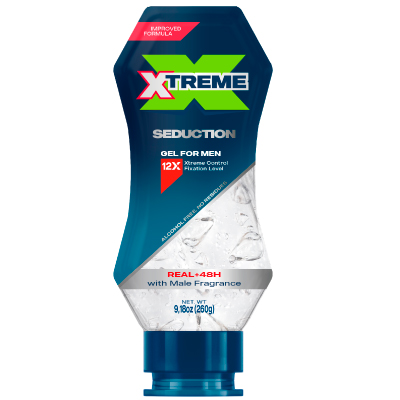 IMPROVED
FORMULA
XTREME
SEDUCTION
GEL FOR MEN
12X Xtreme Control
Fixation Level
ALCOHOL FREE, NO RESIDUES
REAL+48H
with Male Fragrance
NET. WT
9,18oz (260g)